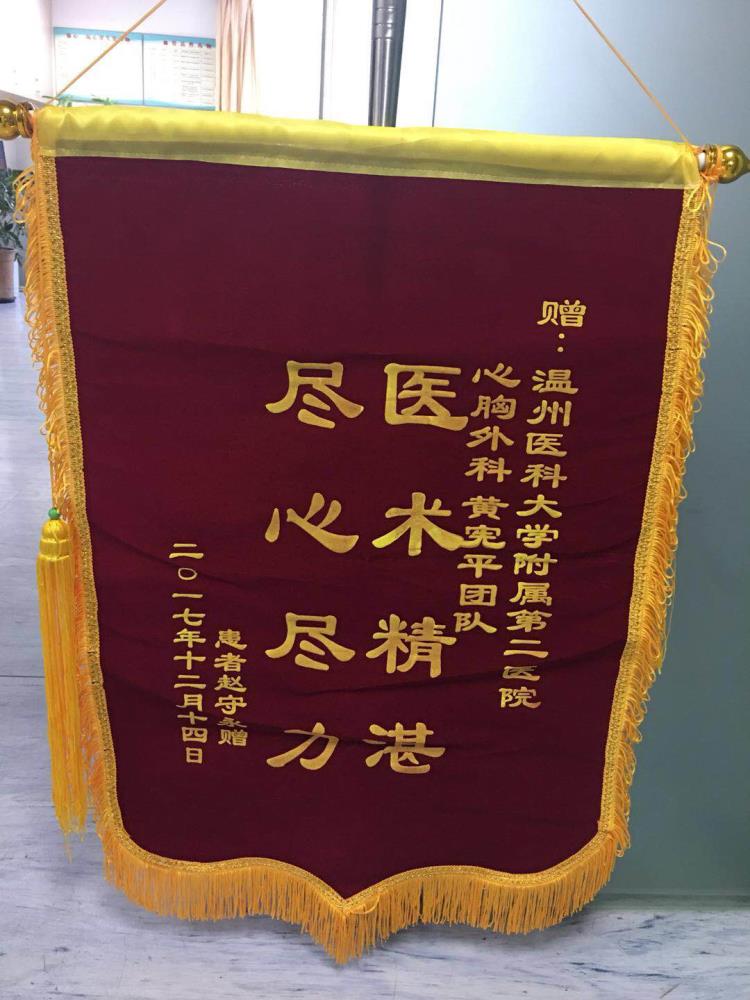 赠：温州医科大学附属第二医院
心胸外科 黄宪平团队
医术精湛
尽心尽力
患者赵守永赠
二〇一七年十二月十四日